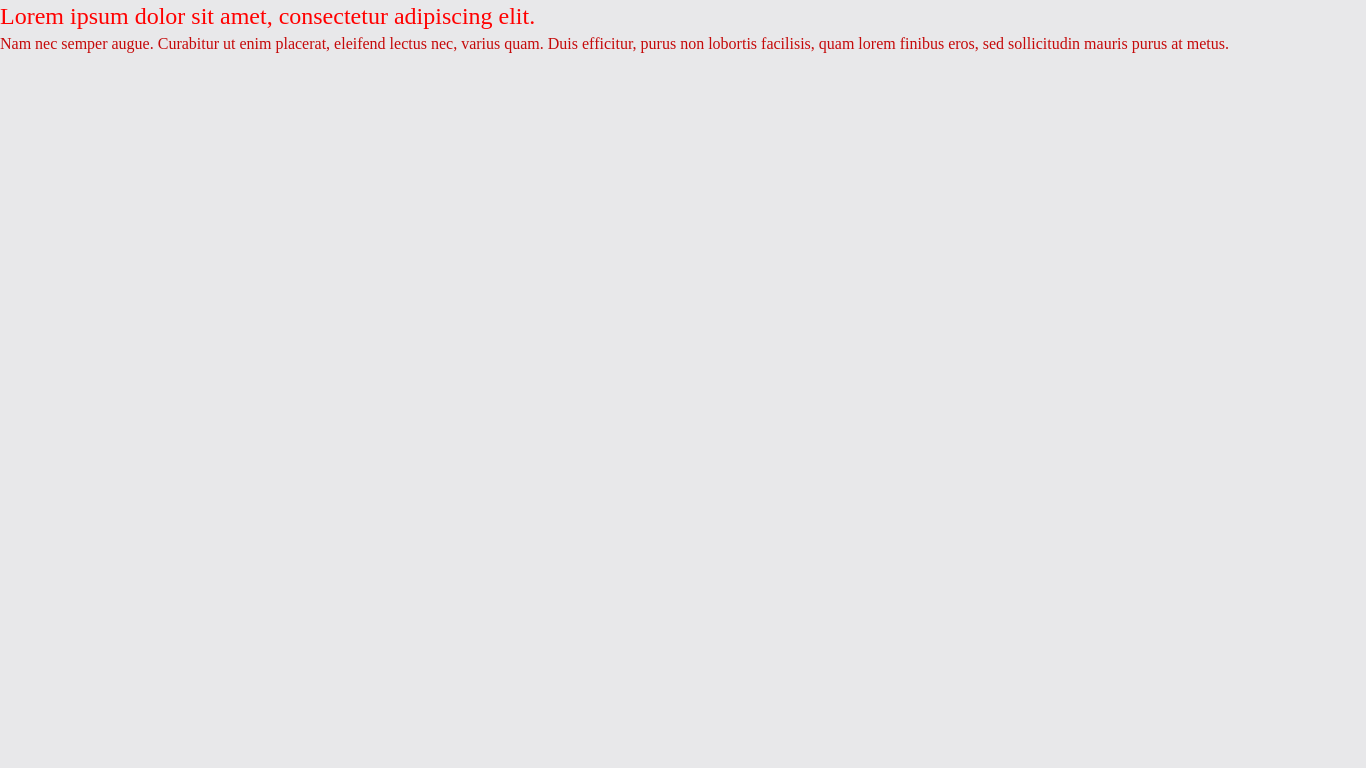 Lorem ipsum dolor sit amet, consectetur adipiscing elit.
Nam nec semper augue. Curabitur ut enim placerat, eleifend lectus nec, varius quam. Duis efficitur, purus non lobortis facilisis, quam lorem finibus eros, sed sollicitudin mauris purus at metus.